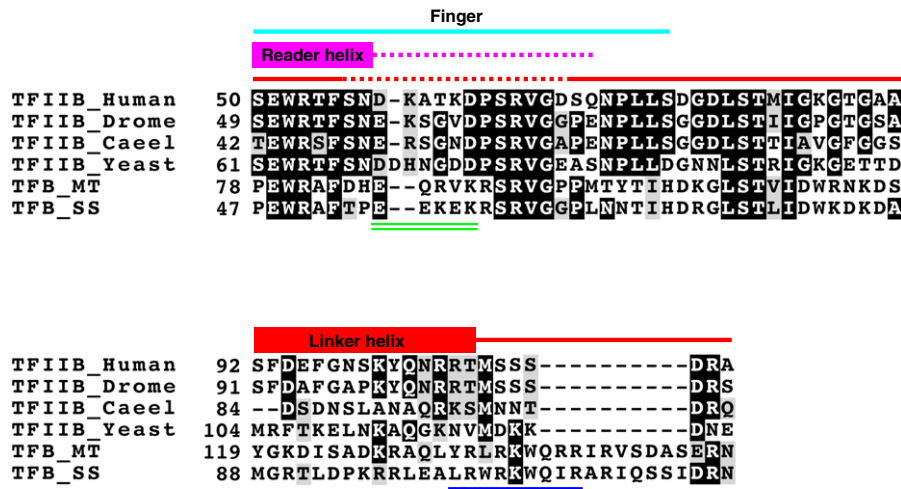 Finger
Reader helix
TFIIB_Human 50 SEWRTFSND-KATKDPSRVGDSQNPLLSDGDLSTMIGKGTGAA
TFIIB_Drome 49 SEWRTFSNE-KSGVDPSRVGGPENPLLSGGDLSTIIGPGTGSA
TFIIB_Caeel 42 TEWRSFSNE-RSGNDPSRVGAPENPLLSGGDLSTTIAVGFGGS
TFIIB_Yeast 61 SEWRTFSNDDHNGDDPSRVGEASNPLLDGNNLSTRIGKGETTD
TFB_MT 78 PEWRAFDHE--QRVKRSRVGPPMTYTIHDKGLSTVIDWRNKDS
TFB_SS 47 PEWRAFTPE--EKEKRSRVGGPLNNTIHDRGLSTLIDWKDKDA
Linker helix
TFIIB_Human 92 SFDEFGNSKYQNRRTMSSS----------DRA
TFIIB_Drome 91 SFDAFGAPKYQNRRTMSSS----------DRS
TFIIB_Caeel 84 --DSDNSLANAQRKSMNNT----------DRQ
TFIIB_Yeast 104 MRFTKELNKAQGKNVMDKK----------DNE
TFB_MT 119 YGKDISADKRAQLYRLRKWQRRIRVSDASERN
TFB_SS 88 MGRTLDPKRRLEALRWRKWQIRARIQSSIDRN